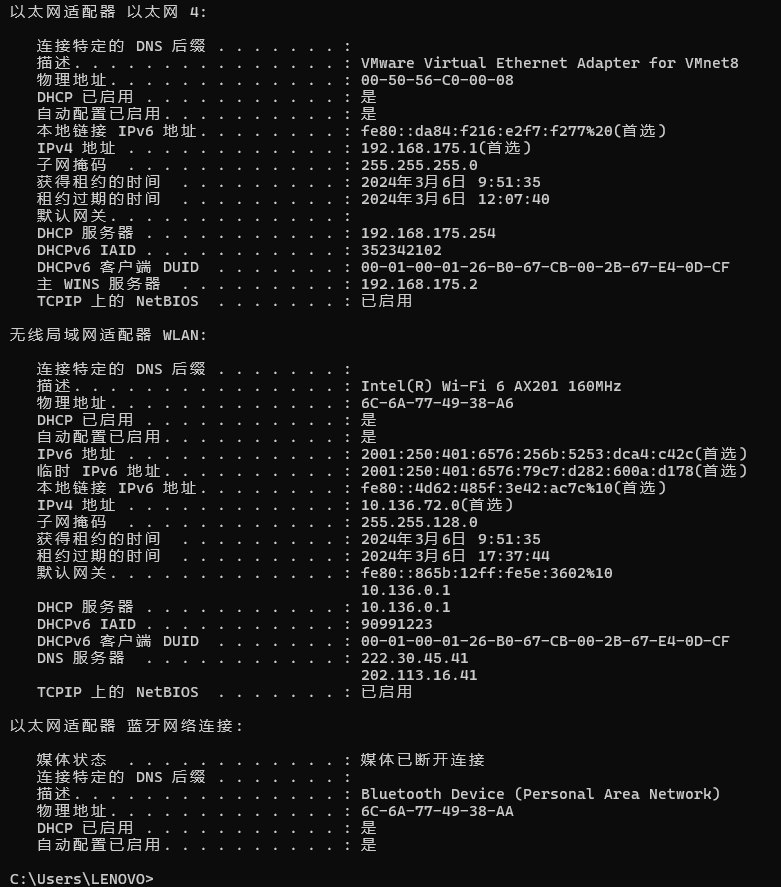 以太网适配器 以太网 4:
连接特定的 DNS 后缀 . . . . . . . :
描述. . . . . . . . . . . . . . . : VMware Virtual Ethernet Adapter for VMnet8
物理地址. . . . . . . . . . . . . : 00-50-56-C0-00-08
DHCP 已启用 . . . . . . . . . . . : 是
自动配置已启用. . . . . . . . . . : 是
本地链接 IPv6 地址. . . . . . . . : fe80::da84:f216:e2f7:f277%20(首选)
IPv4 地址 . . . . . . . . . . . . : 192.168.175.1(首选)
子网掩码  . . . . . . . . . . . . : 255.255.255.0
获得租约的时间  . . . . . . . . . : 2024年3月6日 9:51:35
租约过期的时间  . . . . . . . . . : 2024年3月6日 12:07:40
默认网关. . . . . . . . . . . . . :
DHCP 服务器 . . . . . . . . . . . : 192.168.175.254
DHCPv6 IAID . . . . . . . . . . . : 352342102
DHCPv6 客户端 DUID  . . . . . . . : 00-01-00-01-26-B0-67-CB-00-2B-67-E4-0D-CF
主 WINS 服务器  . . . . . . . . . : 192.168.175.2
TCPIP 上的 NetBIOS  . . . . . . . : 已启用
无线局域网适配器 WLAN:
连接特定的 DNS 后缀 . . . . . . . :
描述. . . . . . . . . . . . . . . : Intel(R) Wi-Fi 6 AX201 160MHz
物理地址. . . . . . . . . . . . . : 6C-6A-77-49-38-A6
DHCP 已启用 . . . . . . . . . . . : 是
自动配置已启用. . . . . . . . . . : 是
IPv6 地址 . . . . . . . . . . . . : 2001:250:401:6576:256b:5253:dca4:c42c(首选)
临时 IPv6 地址. . . . . . . . . . : 2001:250:401:6576:79c7:d282:600a:d178(首选)
本地链接 IPv6 地址. . . . . . . . : fe80::4d62:485f:3e42:ac7c%10(首选)
IPv4 地址 . . . . . . . . . . . . : 10.136.72.0(首选)
子网掩码  . . . . . . . . . . . . : 255.255.128.0
获得租约的时间  . . . . . . . . . : 2024年3月6日 9:51:35
租约过期的时间  . . . . . . . . . : 2024年3月6日 17:37:44
默认网关. . . . . . . . . . . . . : fe80::865b:12ff:fe5e:3602%10
10.136.0.1
DHCP 服务器 . . . . . . . . . . . : 10.136.0.1
DHCPv6 IAID . . . . . . . . . . . : 90991223
DHCPv6 客户端 DUID  . . . . . . . : 00-01-00-01-26-B0-67-CB-00-2B-67-E4-0D-CF
DNS 服务器  . . . . . . . . . . . : 222.30.45.41
202.113.16.41
TCPIP 上的 NetBIOS  . . . . . . . : 已启用
以太网适配器 蓝牙网络连接:
媒体状态  . . . . . . . . . . . . : 媒体已断开连接
连接特定的 DNS 后缀 . . . . . . . :
描述. . . . . . . . . . . . . . . : Bluetooth Device (Personal Area Network)
物理地址. . . . . . . . . . . . . : 6C-6A-77-49-38-AA
DHCP 已启用 . . . . . . . . . . . : 是
自动配置已启用. . . . . . . . . . : 是
C:\Users\LENOVO>